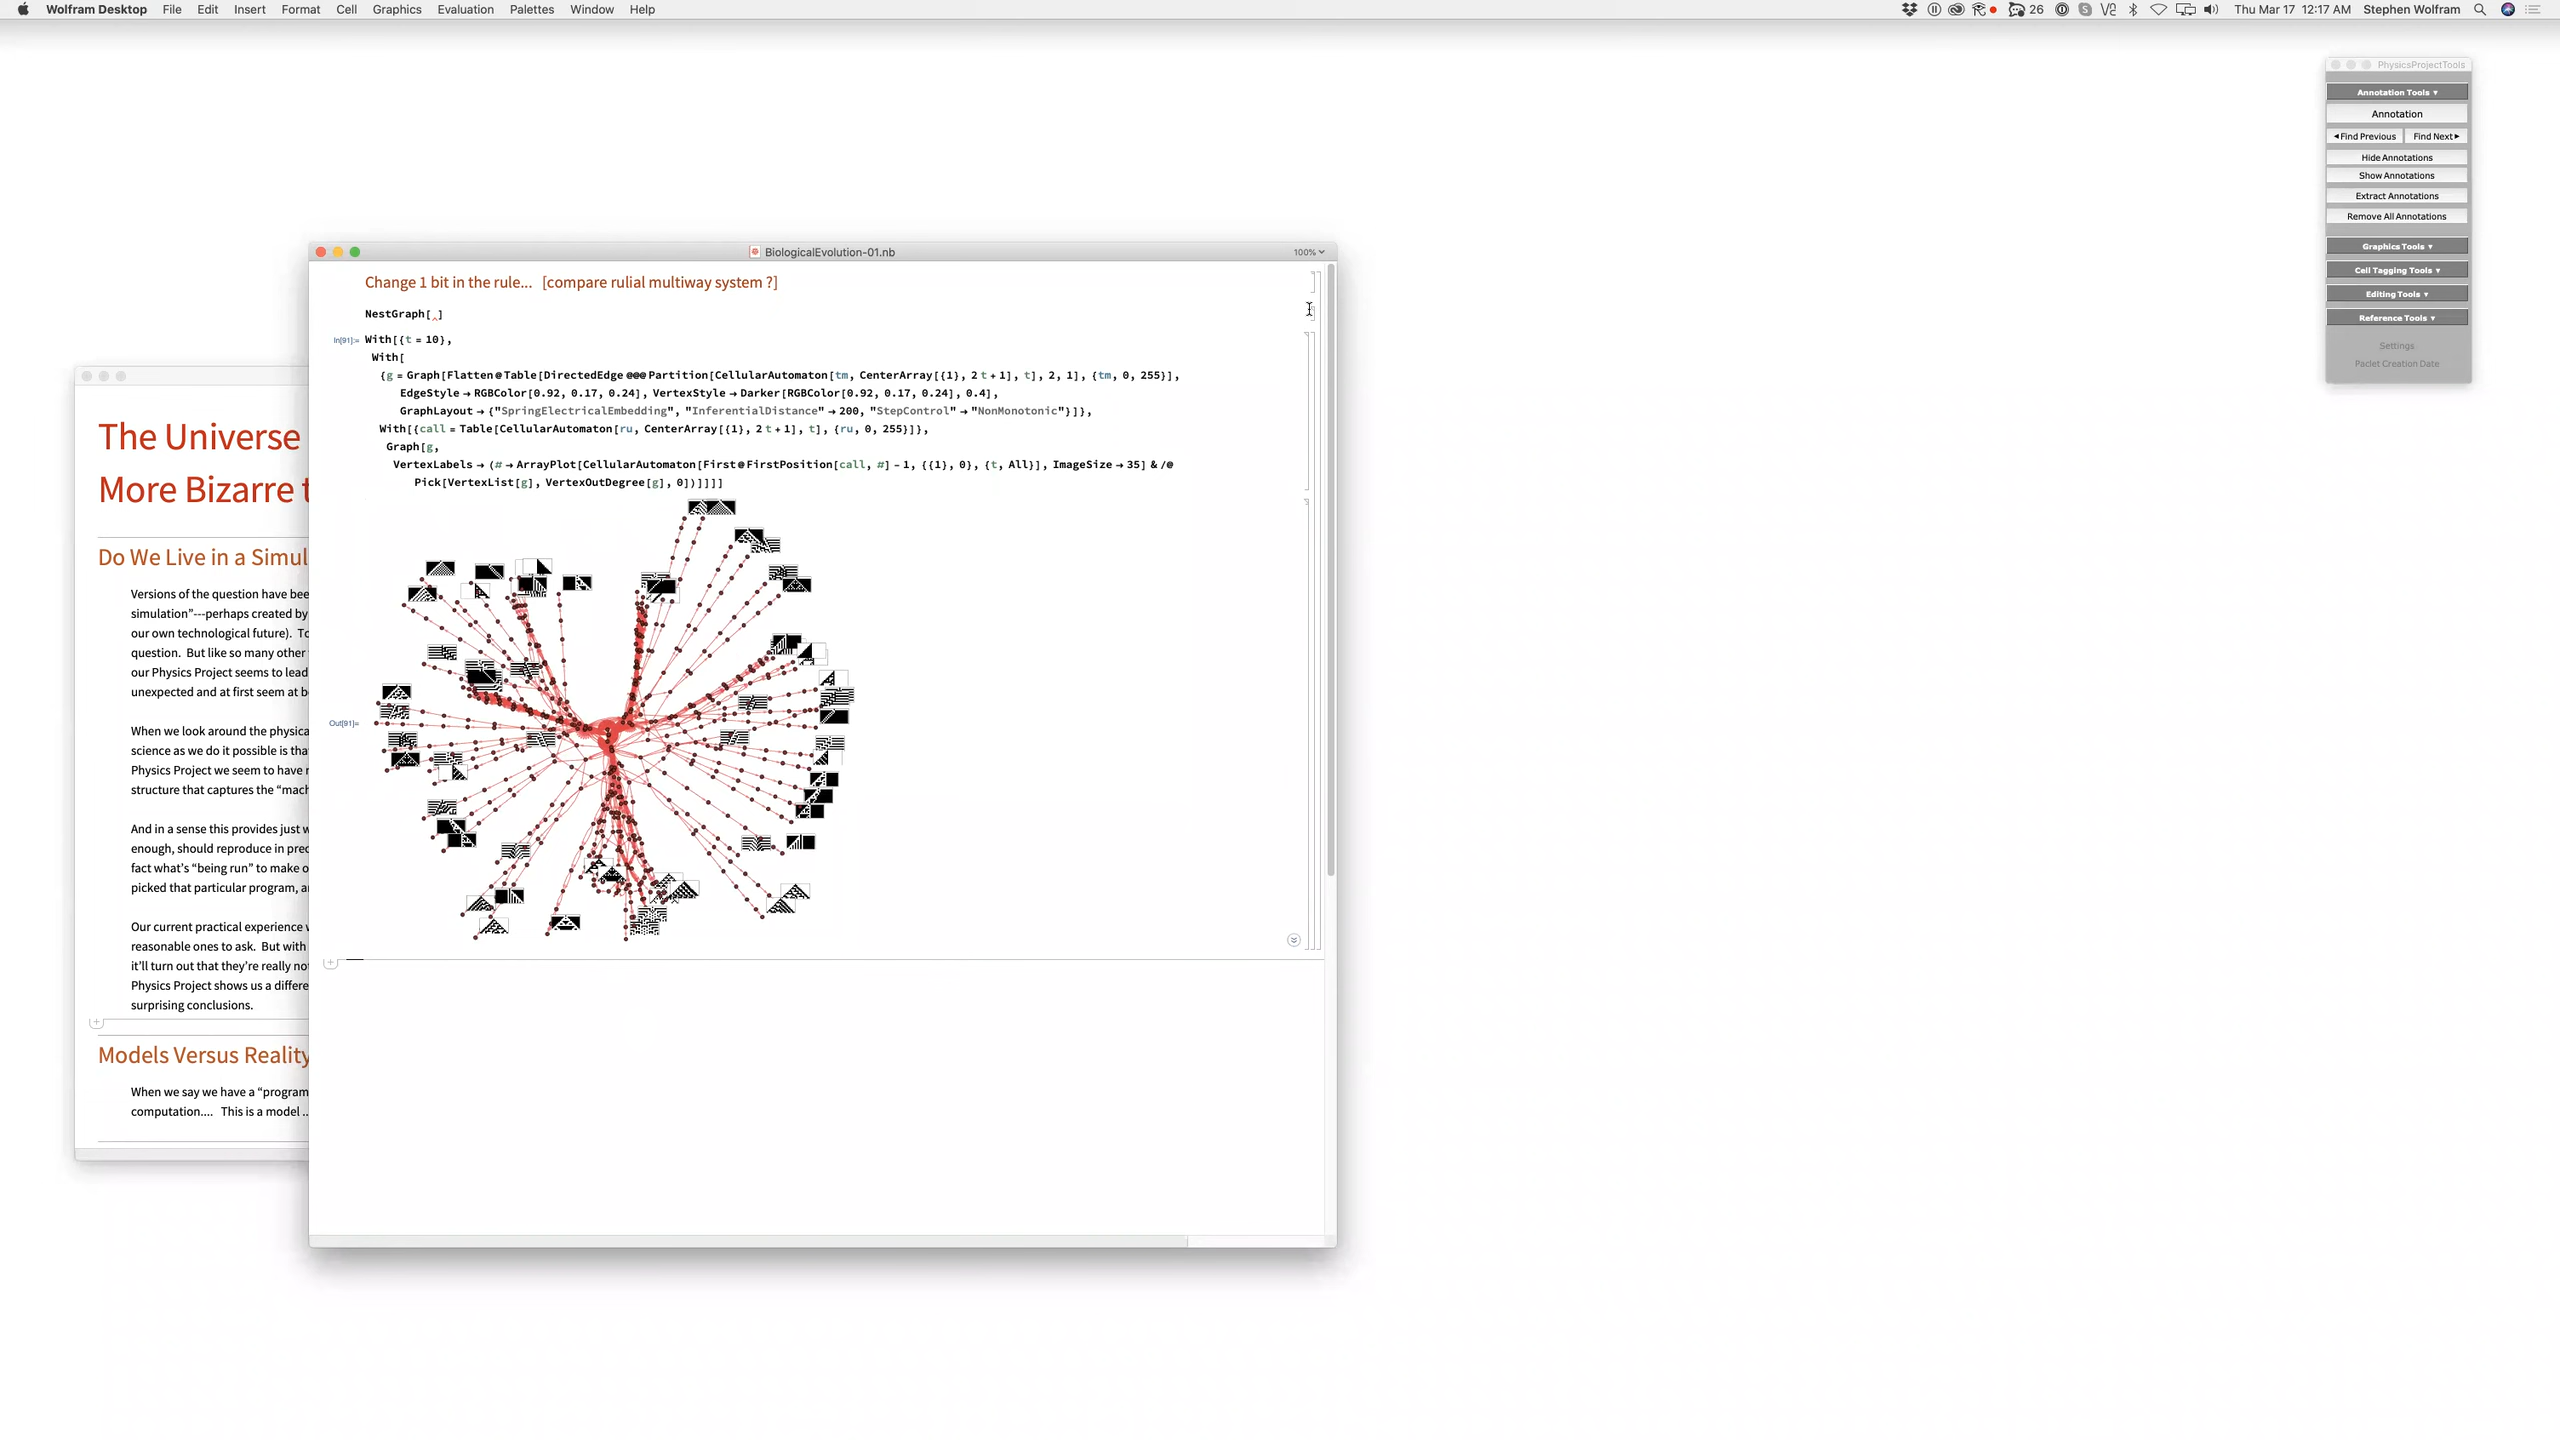 Wolfram Desktop File Edit Insert Format Cell Graphics Evaluation Palettes Window Help
26 Thu Mar 17 12:17 AM Stephen Wolfram
PhysicsProjectTools
Annotation Tools ▾
Annotation
◂Find Previous Find Next▸
Hide Annotations
Show Annotations
Extract Annotations
Remove All Annotations
Graphics Tools ▾
Cell Tagging Tools ▾
Editing Tools ▾
Reference Tools ▾
Settings
Paclet Creation Date
BiologicalEvolution-01.nb
100%
Change 1 bit in the rule... [compare rulial multiway system ?]
NestGraph[ ]
In[91]:= With[{t = 10},
With[
{g = Graph[Flatten@Table[DirectedEdge @@@ Partition[CellularAutomaton[tm, CenterArray[{1}, 2 t + 1], t], 2, 1], {tm, 0, 255}],
EdgeStyle → RGBColor[0.92, 0.17, 0.24], VertexStyle → Darker[RGBColor[0.92, 0.17, 0.24], 0.4],
GraphLayout → {"SpringElectricalEmbedding", "InferentialDistance" → 200, "StepControl" → "NonMonotonic"}]},
With[{call = Table[CellularAutomaton[ru, CenterArray[{1}, 2 t + 1], t], {ru, 0, 255}]},
Graph[g,
VertexLabels → (# → ArrayPlot[CellularAutomaton[First@FirstPosition[call, #] - 1, {{1}, 0}, {t, All}], ImageSize → 35] & /@
Pick[VertexList[g], VertexOutDegree[g], 0])]]]]
Out[91]=
The Universe
More Bizarre t
Do We Live in a Simul
Versions of the question have bee
simulation"---perhaps created by
our own technological future). To
question. But like so many other
our Physics Project seems to lead
unexpected and at first seem at b
When we look around the physica
science as we do it possible is tha
Physics Project we seem to have r
structure that captures the "mach
And in a sense this provides just w
enough, should reproduce in prec
fact what's "being run" to make o
picked that particular program, a
Our current practical experience w
reasonable ones to ask. But with
it'll turn out that they're really no
Physics Project shows us a differe
surprising conclusions.
Models Versus Reality
When we say we have a "program
computation.... This is a model ..